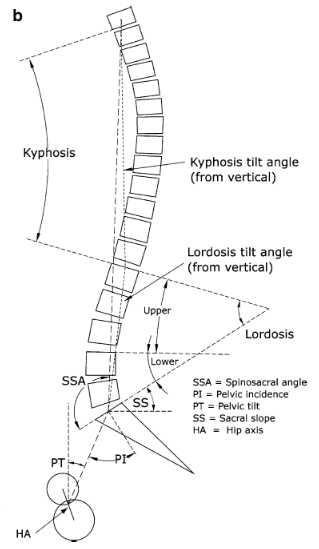 b
Kyphosis
Kyphosis tilt angle
(from vertical)
Lordosis tilt angle
(from vertical)
Upper
Lordosis
Lower
SSA
SS
SSA = Spinosacral angle
PI = Pelvic incidence
PT = Pelvic tilt
SS = Sacral slope
HA = Hip axis
PT
PI
HA